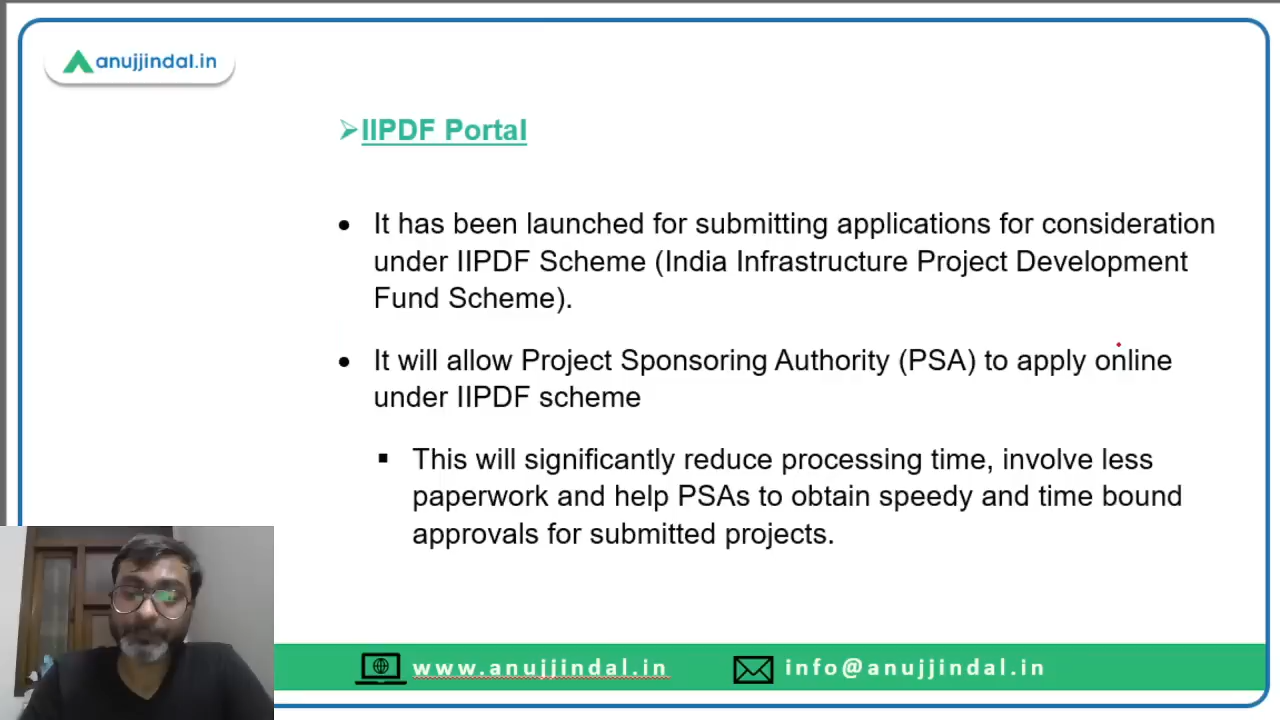 anujjindal.in
➢IIPDF Portal
• It has been launched for submitting applications for consideration
under IIPDF Scheme (India Infrastructure Project Development
Fund Scheme).
• It will allow Project Sponsoring Authority (PSA) to apply online
under IIPDF scheme
▪ This will significantly reduce processing time, involve less
paperwork and help PSAs to obtain speedy and time bound
approvals for submitted projects.
www.anujjindal.in info@anujjindal.in